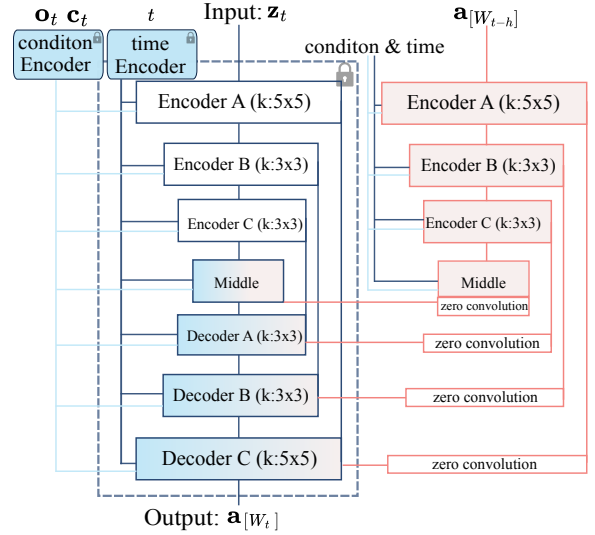 o_t c_t
t
Input: z_t
a_[W_{t-h}]
conditon
Encoder
time
Encoder
conditon & time
Encoder A (k:5x5)
Encoder B (k:3x3)
Encoder C (k:3x3)
Middle
Decoder A (k:3x3)
Decoder B (k:3x3)
Decoder C (k:5x5)
Output: a_[W_t]
Encoder A (k:5x5)
Encoder B (k:3x3)
Encoder C (k:3x3)
Middle
zero convolution
zero convolution
zero convolution
zero convolution